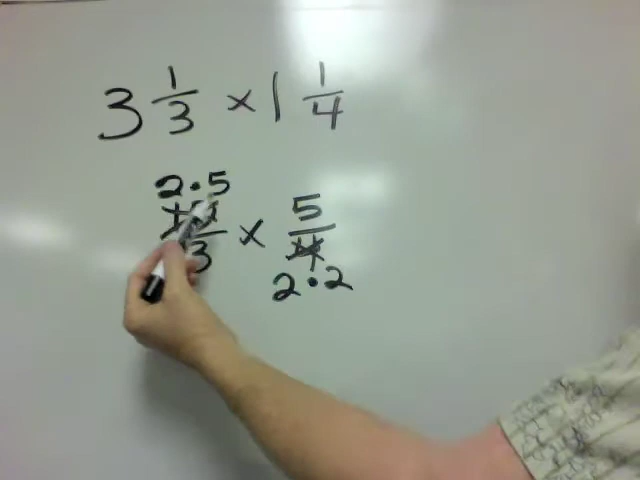 3 1/3 × 1 1/4
2 · 5
10/3 × 5/4
2 · 2